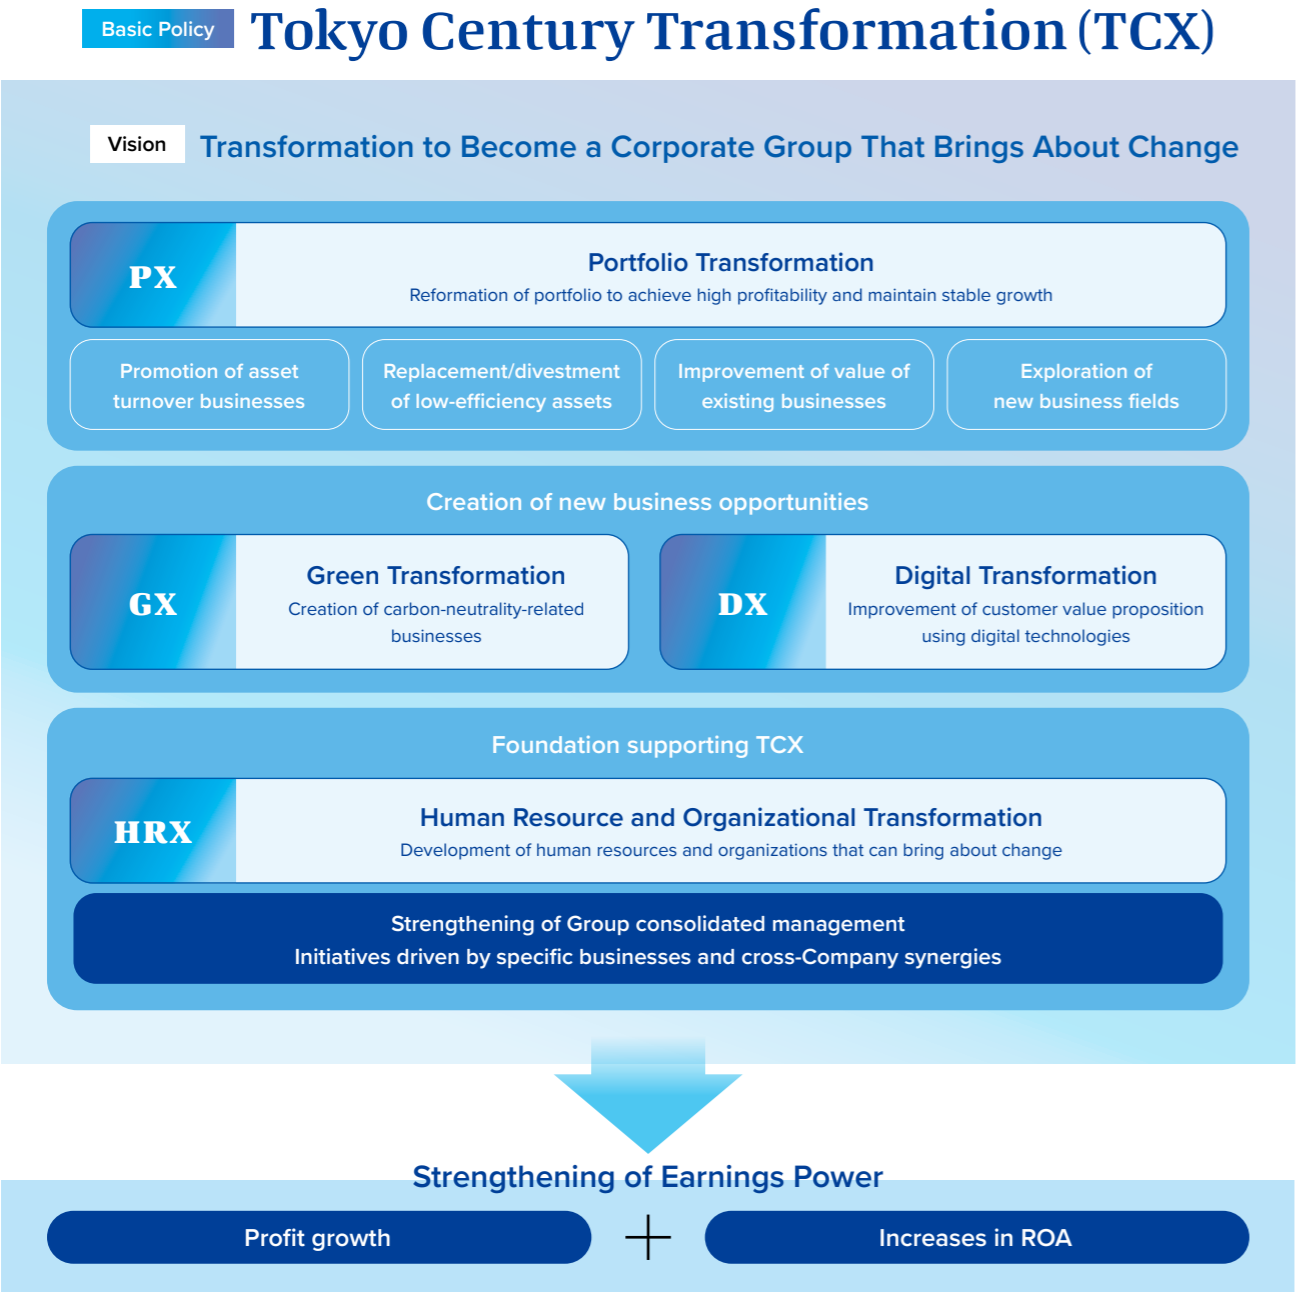 Basic Policy
Tokyo Century Transformation (TCX)
Vision
Transformation to Become a Corporate Group That Brings About Change
PX
Portfolio Transformation
Reformation of portfolio to achieve high profitability and maintain stable growth
Promotion of asset
turnover businesses
Replacement/divestment
of low-efficiency assets
Improvement of value of
existing businesses
Exploration of
new business fields
Creation of new business opportunities
GX
Green Transformation
Creation of carbon-neutrality-related
businesses
DX
Digital Transformation
Improvement of customer value proposition
using digital technologies
Foundation supporting TCX
HRX
Human Resource and Organizational Transformation
Development of human resources and organizations that can bring about change
Strengthening of Group consolidated management
Initiatives driven by specific businesses and cross-Company synergies
Strengthening of Earnings Power
Profit growth
+
Increases in ROA